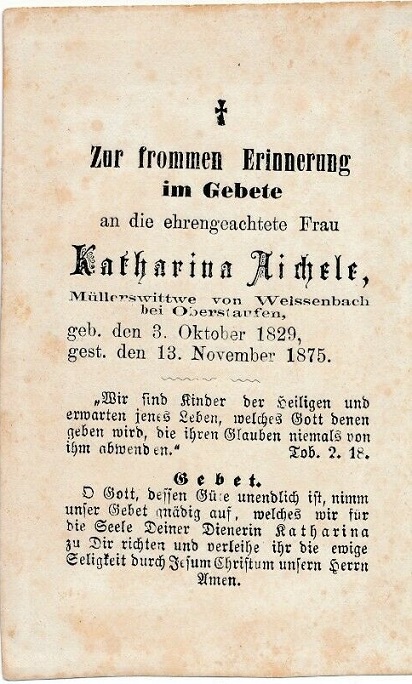 Zur frommen Erinnerung
im Gebete
an die ehrengeachtete Frau
Katharina Aichele,
Müllerswittwe von Weissenbach
bei Oberstaufen,
geb. den 3. Oktober 1829,
gest. den 13. November 1875.
„Wir sind Kinder der Heiligen und
erwarten jenes Leben, welches Gott denen
geben wird, die ihren Glauben niemals von
ihm abwenden.“ Tob. 2. 18.
Gebet.
O Gott, dessen Güte unendlich ist, nimm
unser Gebet gnädig auf, welches wir für
die Seele Deiner Dienerin Katharina
zu Dir richten und verleihe ihr die ewige
Seligkeit durch Jesum Christum unsern Herrn
Amen.